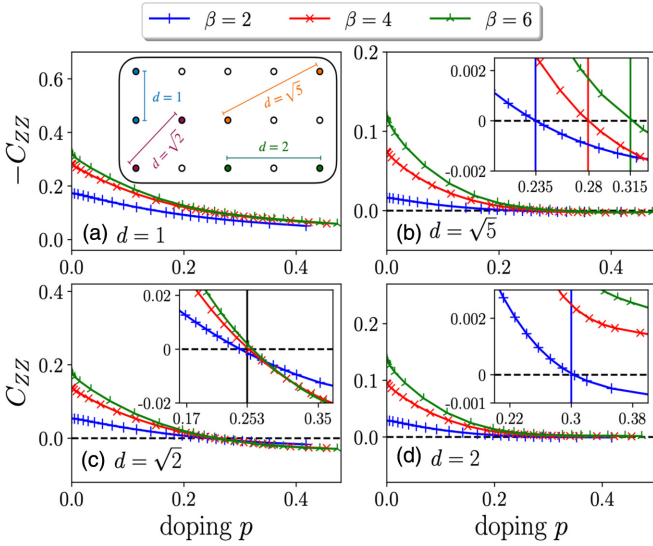 β = 2 β = 4 β = 6
−C_ZZ
0.6
0.4
0.2
0.0
d = 1
d = √5
d = √2
d = 2
(a) d = 1
0.0 0.2 0.4
0.2
0.1
0.0
0.002
0
-0.002
0.235 0.28 0.315
(b) d = √5
0.0 0.2 0.4
C_ZZ
0.4
0.2
0.0
0.02
0
-0.02
0.17 0.253 0.35
(c) d = √2
0.0 0.2 0.4
doping p
0.2
0.1
0.0
0.002
0
-0.001
0.22 0.3 0.38
(d) d = 2
0.0 0.2 0.4
doping p